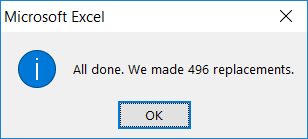 Microsoft Excel
All done. We made 496 replacements.
OK